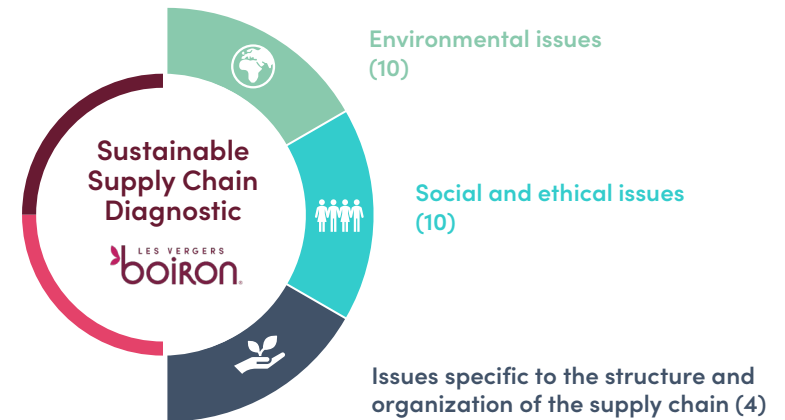 Sustainable
Supply Chain
Diagnostic
LES VERGERS
boiron®
Environmental issues
(10)
Social and ethical issues
(10)
Issues specific to the structure and
organization of the supply chain (4)